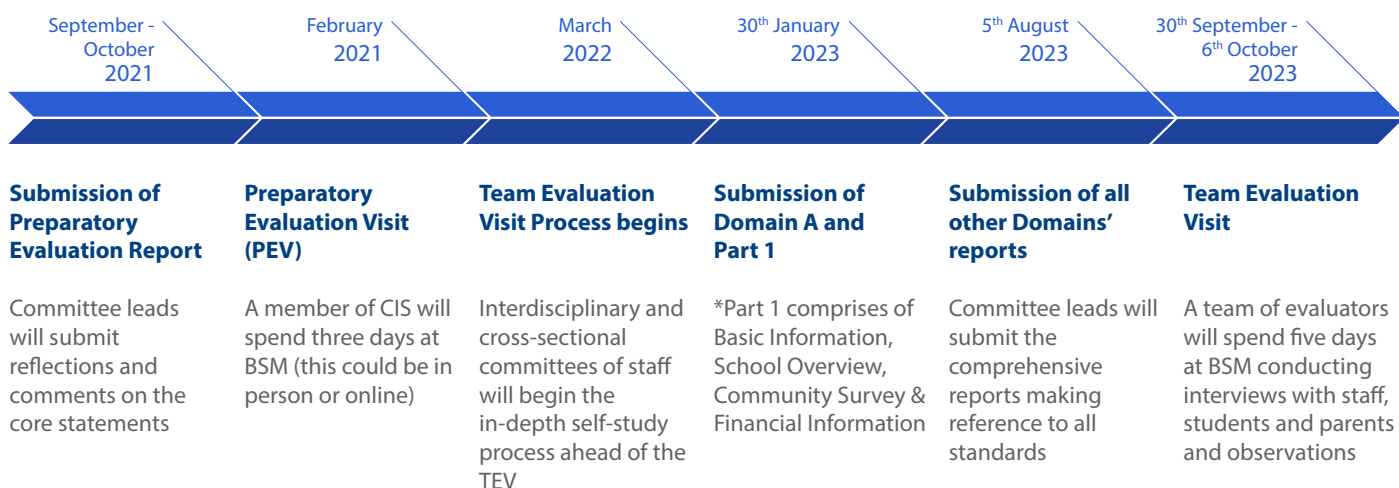 September -
October
2021
February
2021
March
2022
30th January
2023
5th August
2023
30th September -
6th October
2023
Submission of
Preparatory
Evaluation Report
Committee leads
will submit
reflections and
comments on the
core statements
Preparatory
Evaluation Visit
(PEV)
A member of CIS will
spend three days at
BSM (this could be in
person or online)
Team Evaluation
Visit Process begins
Interdisciplinary and
cross-sectional
committees of staff
will begin the
in-depth self-study
process ahead of the
TEV
Submission of
Domain A and
Part 1
*Part 1 comprises of
Basic Information,
School Overview,
Community Survey &
Financial Information
Submission of all
other Domains’
reports
Committee leads will
submit the
comprehensive
reports making
reference to all
standards
Team Evaluation
Visit
A team of evaluators
will spend five days
at BSM conducting
interviews with staff,
students and parents
and observations